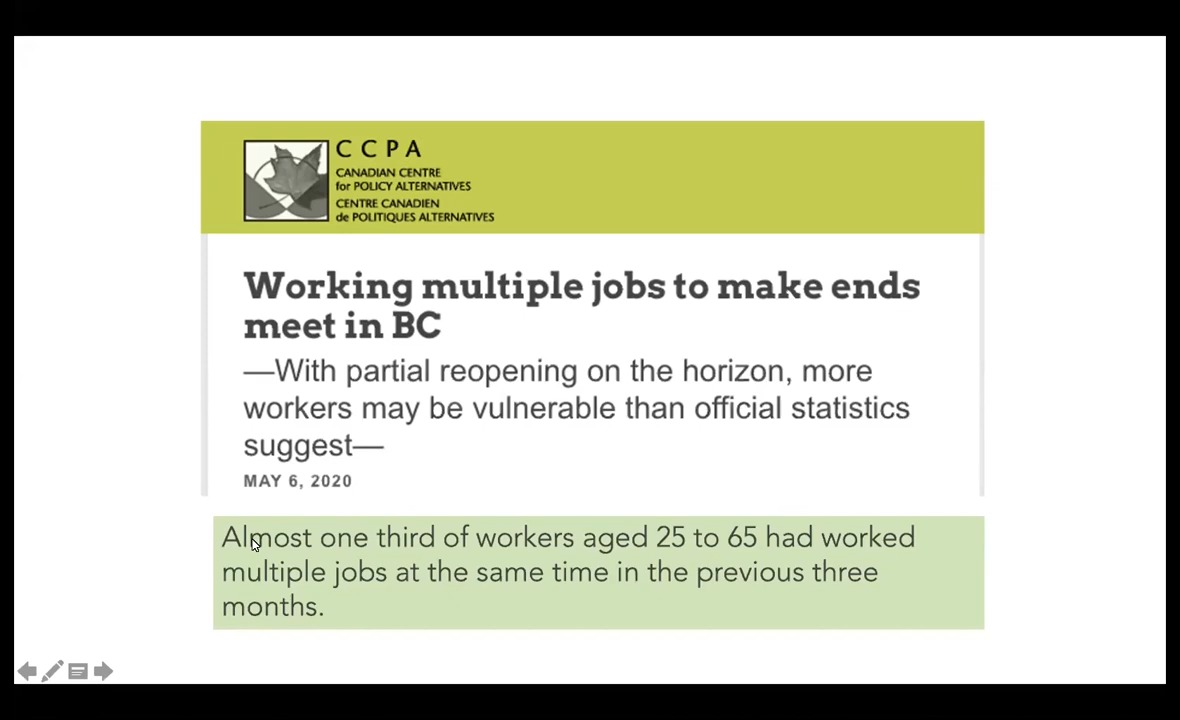 CCPA
CANADIAN CENTRE
for POLICY ALTERNATIVES
CENTRE CANADIEN
de POLITIQUES ALTERNATIVES
Working multiple jobs to make ends
meet in BC
—With partial reopening on the horizon, more
workers may be vulnerable than official statistics
suggest—
MAY 6, 2020
Almost one third of workers aged 25 to 65 had worked
multiple jobs at the same time in the previous three
months.